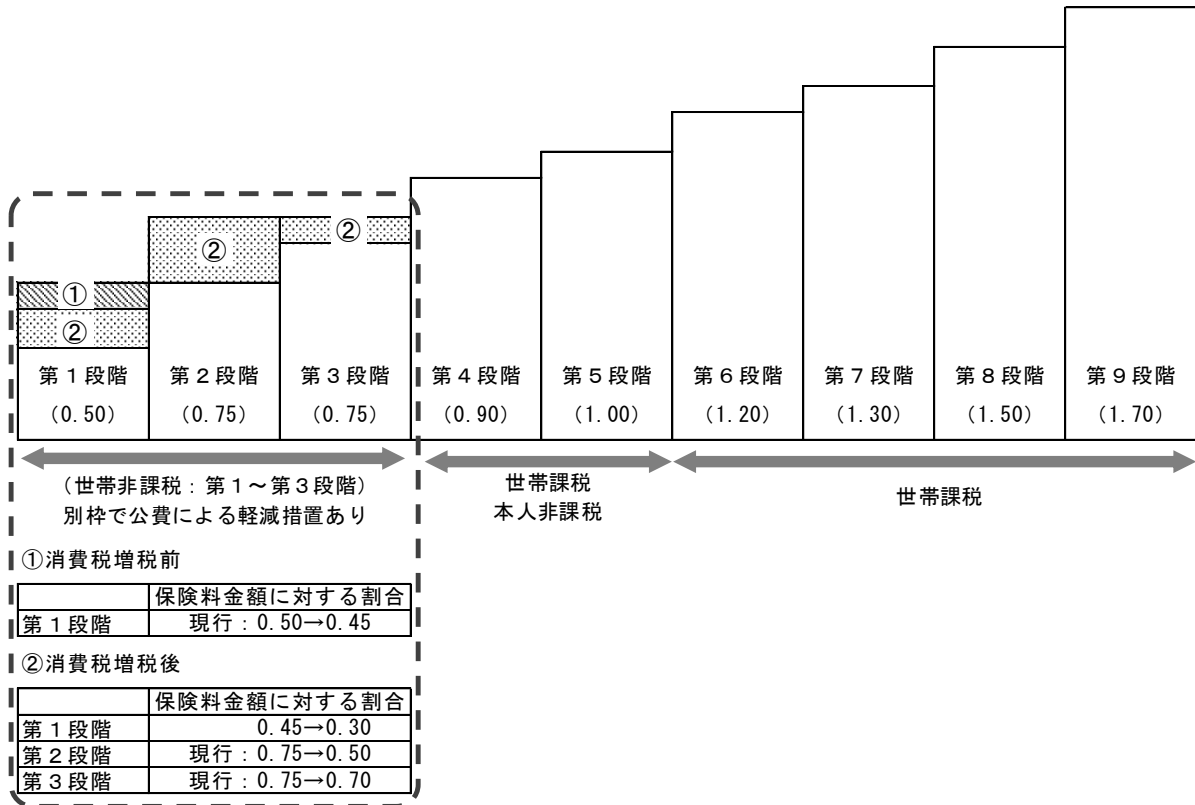 ①
②
②
②
第1段階
(0.50)
第2段階
(0.75)
第3段階
(0.75)
第4段階
(0.90)
第5段階
(1.00)
第6段階
(1.20)
第7段階
(1.30)
第8段階
(1.50)
第9段階
(1.70)
(世帯非課税:第1~第3段階)
別枠で公費による軽減措置あり
世帯課税
本人非課税
世帯課税
①消費税増税前
保険料金額に対する割合
第1段階 現行:0.50→0.45
②消費税増税後
保険料金額に対する割合
第1段階 0.45→0.30
第2段階 現行:0.75→0.50
第3段階 現行:0.75→0.70